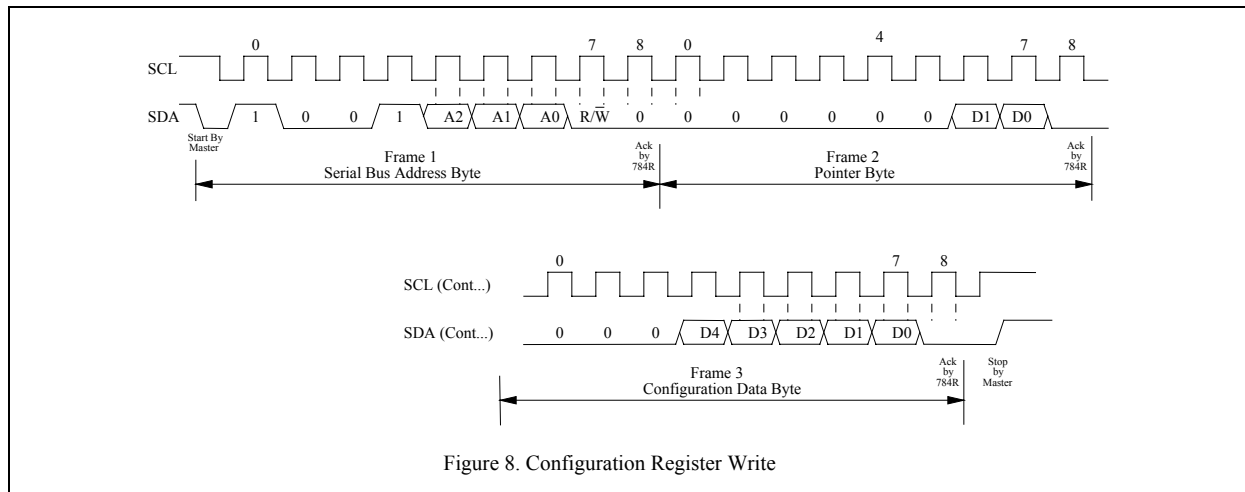 0 7 8 0 4 7 8
SCL
SDA 1 0 0 1 A2 A1 A0 R/W̅ 0 0 0 0 0 0 0 D1 D0
Start By
Master
Frame 1
Serial Bus Address Byte
Ack
by
784R
Frame 2
Pointer Byte
Ack
by
784R
0 7 8
SCL (Cont...)
SDA (Cont...) 0 0 0 D4 D3 D2 D1 D0
Frame 3
Configuration Data Byte
Ack
by
784R
Stop
by
Master
Figure 8. Configuration Register Write